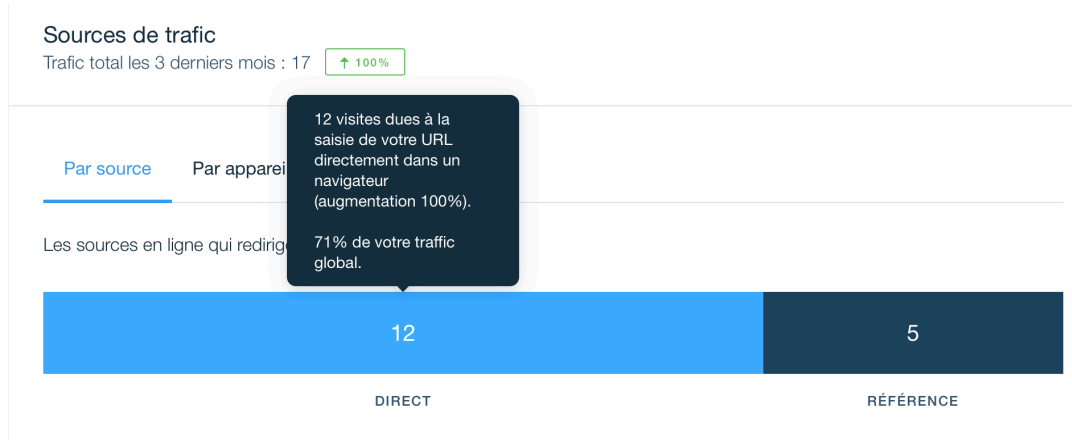 Sources de trafic
Trafic total les 3 derniers mois : 17 ↑ 100%
12 visites dues à la
saisie de votre URL
directement dans un
navigateur
(augmentation 100%).
71% de votre traffic
global.
Par source Par apparei
Les sources en ligne qui redirig
12 5
DIRECT RÉFÉRENCE